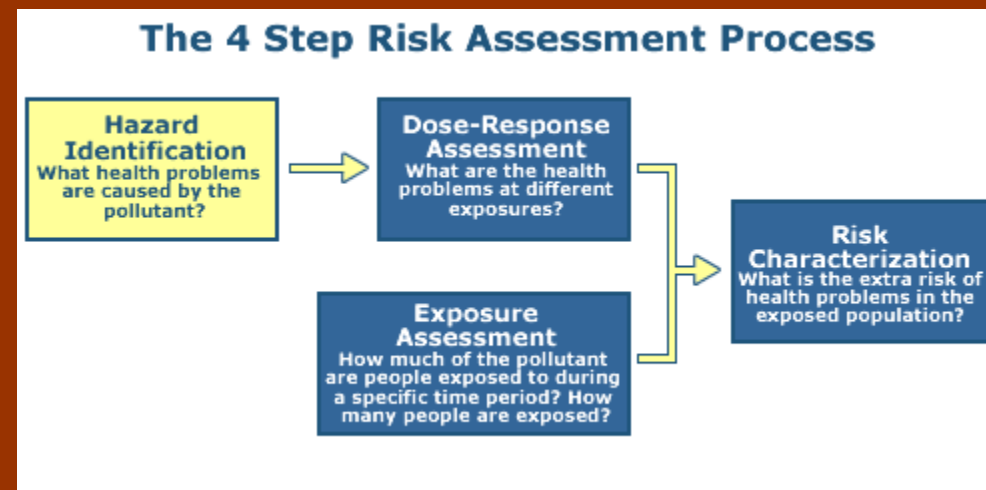 The 4 Step Risk Assessment Process
Hazard
Identification
What health problems
are caused by the
pollutant?
Dose-Response
Assessment
What are the health
problems at different
exposures?
Exposure
Assessment
How much of the pollutant
are people exposed to during
a specific time period? How
many people are exposed?
Risk
Characterization
What is the extra risk of
health problems in the
exposed population?